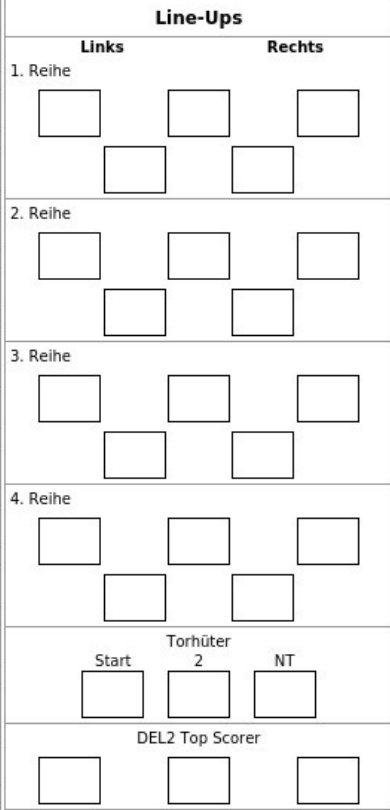 Line-Ups
Links Rechts
1. Reihe
2. Reihe
3. Reihe
4. Reihe
Torhüter
Start 2 NT
DEL2 Top Scorer